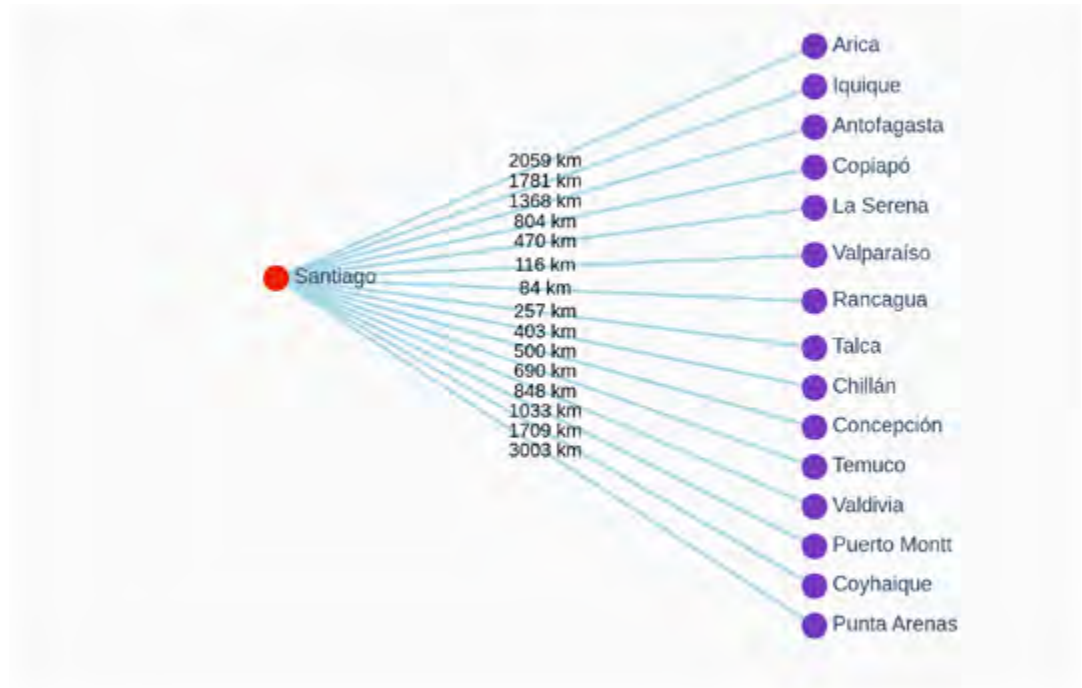 Arica
Iquique
Antofagasta
2059 km
Copiapó
1781 km
1368 km
La Serena
804 km
470 km
Valparaíso
116 km
Santiago
84 km
Rancagua
257 km
403 km
Talca
500 km
690 km
Chillán
848 km
1033 km
Concepción
1709 km
3003 km
Temuco
Valdivia
Puerto Montt
Coyhaique
Punta Arenas